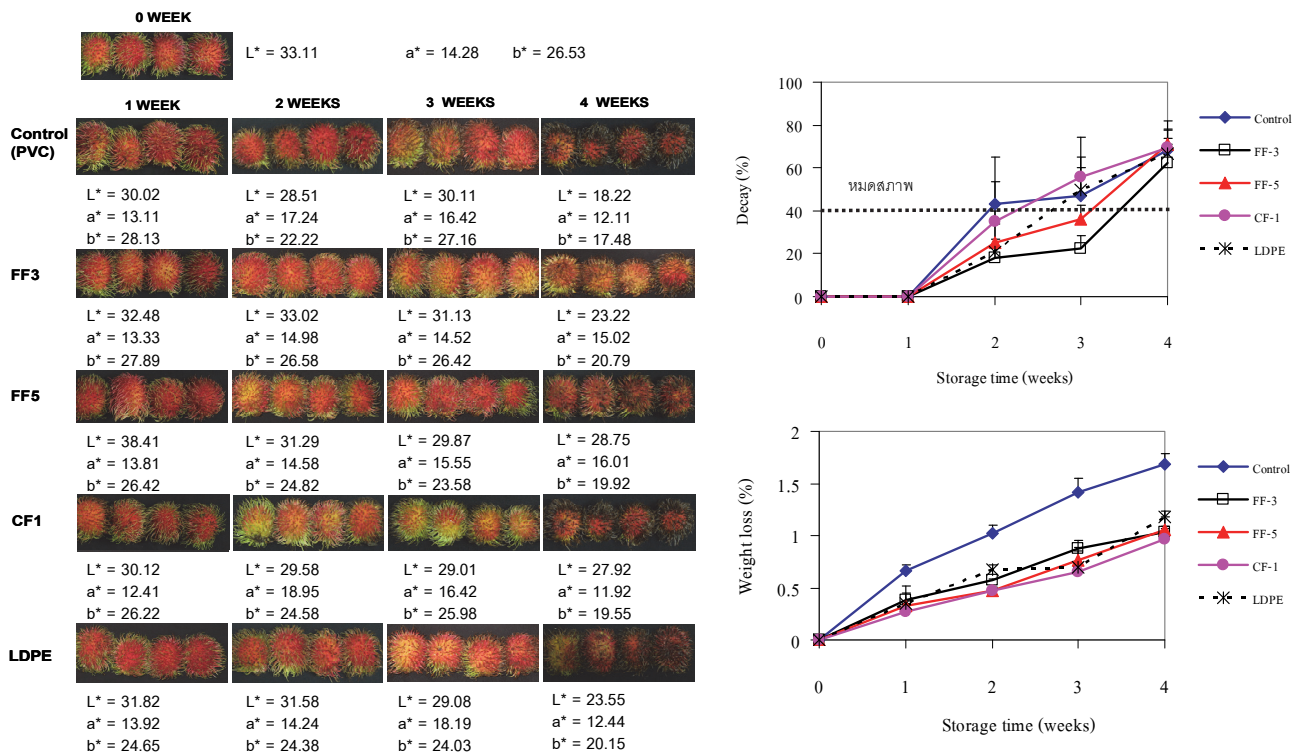 0 WEEK
L* = 33.11 a* = 14.28 b* = 26.53
1 WEEK 2 WEEKS 3 WEEKS 4 WEEKS
Control
(PVC)
L* = 30.02 L* = 28.51 L* = 30.11 L* = 18.22
a* = 13.11 a* = 17.24 a* = 16.42 a* = 12.11
b* = 28.13 b* = 22.22 b* = 27.16 b* = 17.48
FF3
L* = 32.48 L* = 33.02 L* = 31.13 L* = 23.22
a* = 13.33 a* = 14.98 a* = 14.52 a* = 15.02
b* = 27.89 b* = 26.58 b* = 26.42 b* = 20.79
FF5
L* = 38.41 L* = 31.29 L* = 29.87 L* = 28.75
a* = 13.81 a* = 14.58 a* = 15.55 a* = 16.01
b* = 26.42 b* = 24.82 b* = 23.58 b* = 19.92
CF1
L* = 30.12 L* = 29.58 L* = 29.01 L* = 27.92
a* = 12.41 a* = 18.95 a* = 16.42 a* = 11.92
b* = 26.22 b* = 24.58 b* = 25.98 b* = 19.55
LDPE
L* = 31.82 L* = 31.58 L* = 29.08 L* = 23.55
a* = 13.92 a* = 14.24 a* = 18.19 a* = 12.44
b* = 24.65 b* = 24.38 b* = 24.03 b* = 20.15
Decay (%)
100
80
60
40
20
0
หมดสภาพ
0 1 2 3 4
Storage time (weeks)
Control
FF-3
FF-5
CF-1
LDPE
Weight loss (%)
2
1.5
1
0.5
0
0 1 2 3 4
Storage time (weeks)
Control
FF-3
FF-5
CF-1
LDPE